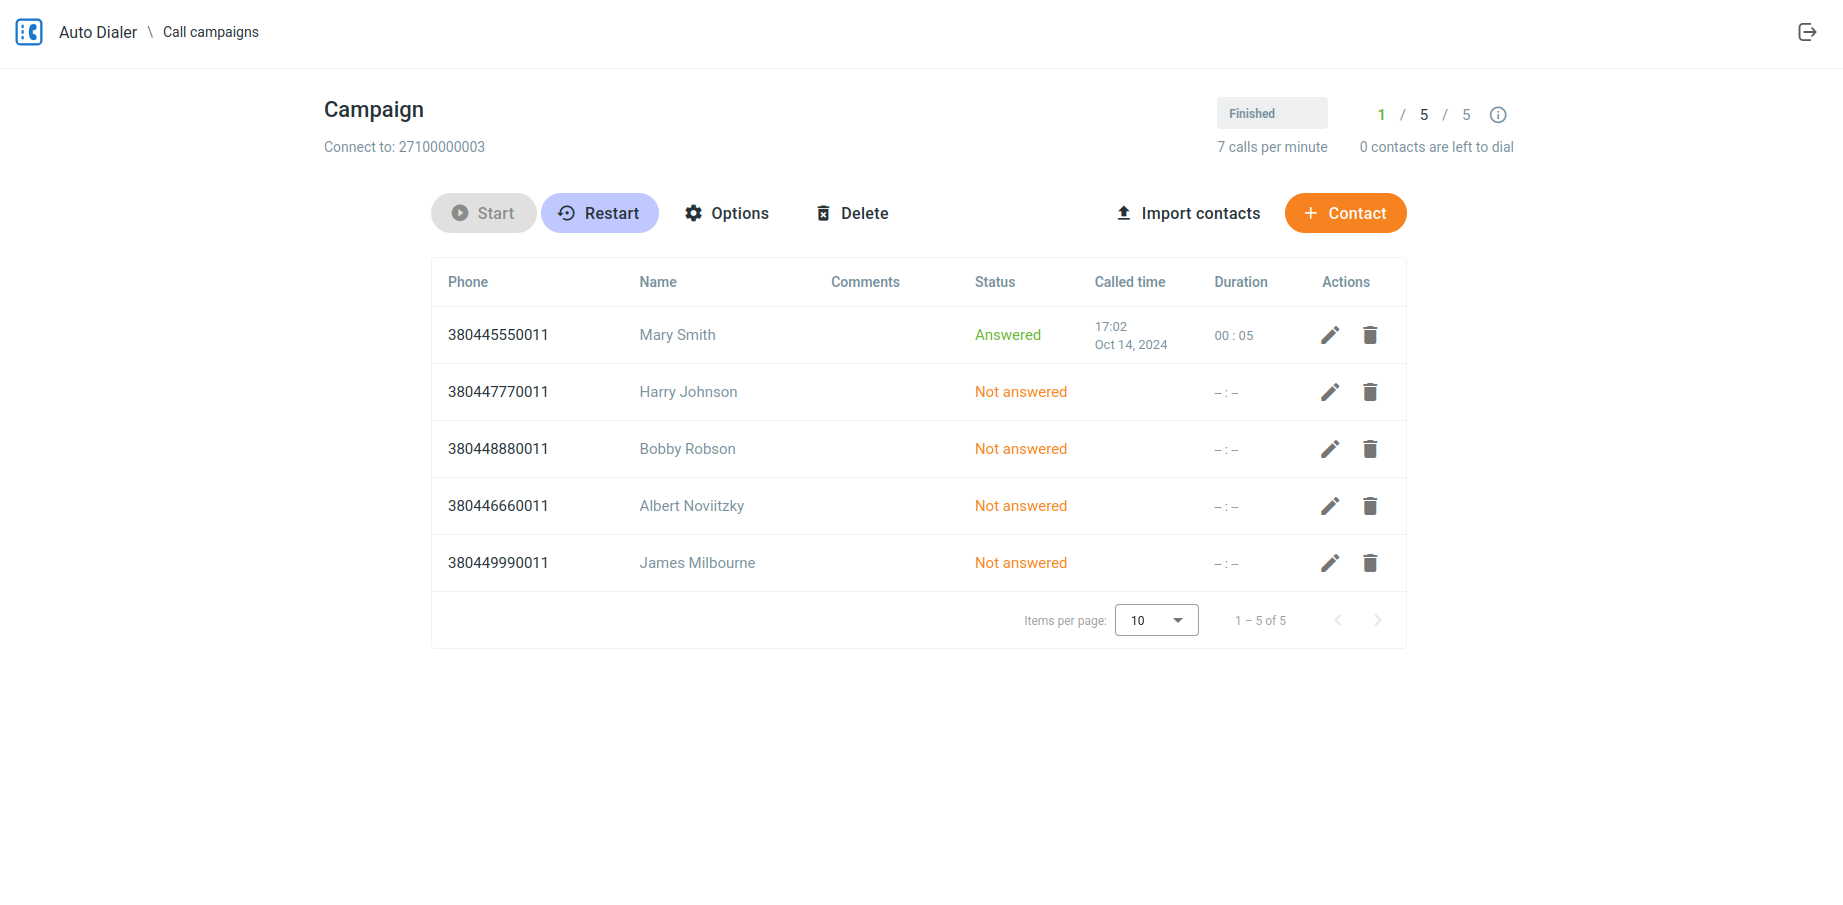 Auto Dialer \ Call campaigns
Campaign
Finished
1 / 5 / 5
Connect to: 27100000003
7 calls per minute
0 contacts are left to dial
Start
Restart
Options
Delete
Import contacts
+ Contact
Phone Name Comments Status Called time Duration Actions
380445550011 Mary Smith Answered 17:02 Oct 14, 2024 00 : 05
380447770011 Harry Johnson Not answered -- : --
380448880011 Bobby Robson Not answered -- : --
380446660011 Albert Noviitzky Not answered -- : --
380449990011 James Milbourne Not answered -- : --
Items per page: 10 1 – 5 of 5